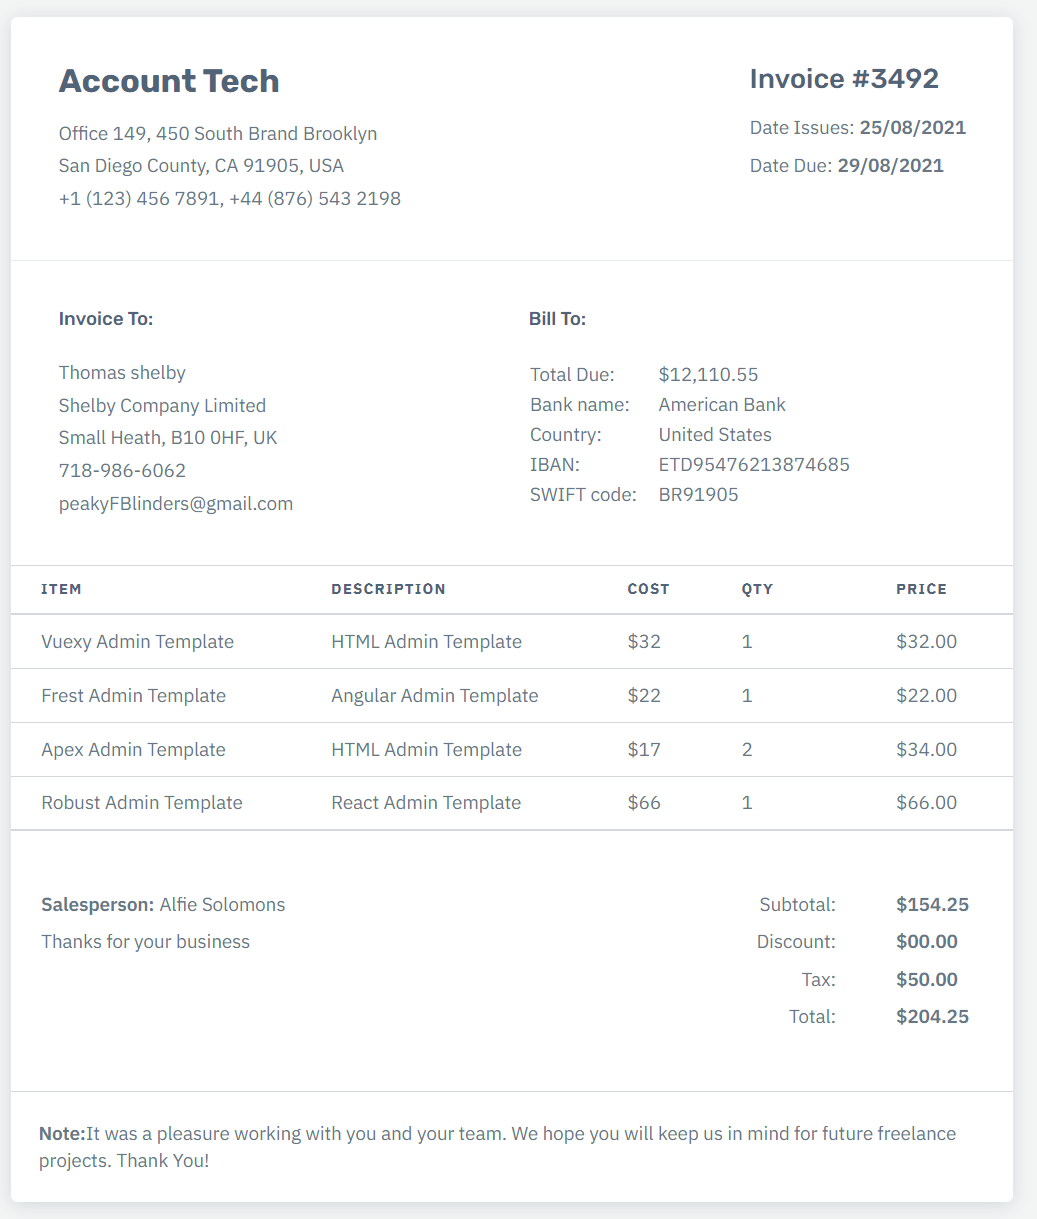 Account Tech
Office 149, 450 South Brand Brooklyn
San Diego County, CA 91905, USA
+1 (123) 456 7891, +44 (876) 543 2198
Invoice #3492
Date Issues: 25/08/2021
Date Due: 29/08/2021
Invoice To:
Thomas shelby
Shelby Company Limited
Small Heath, B10 0HF, UK
718-986-6062
peakyFBlinders@gmail.com
Bill To:
Total Due: $12,110.55
Bank name: American Bank
Country: United States
IBAN: ETD95476213874685
SWIFT code: BR91905
ITEM DESCRIPTION COST QTY PRICE
Vuexy Admin Template HTML Admin Template $32 1 $32.00
Frest Admin Template Angular Admin Template $22 1 $22.00
Apex Admin Template HTML Admin Template $17 2 $34.00
Robust Admin Template React Admin Template $66 1 $66.00
Salesperson: Alfie Solomons
Thanks for your business
Subtotal: $154.25
Discount: $00.00
Tax: $50.00
Total: $204.25
Note:It was a pleasure working with you and your team. We hope you will keep us in mind for future freelance
projects. Thank You!